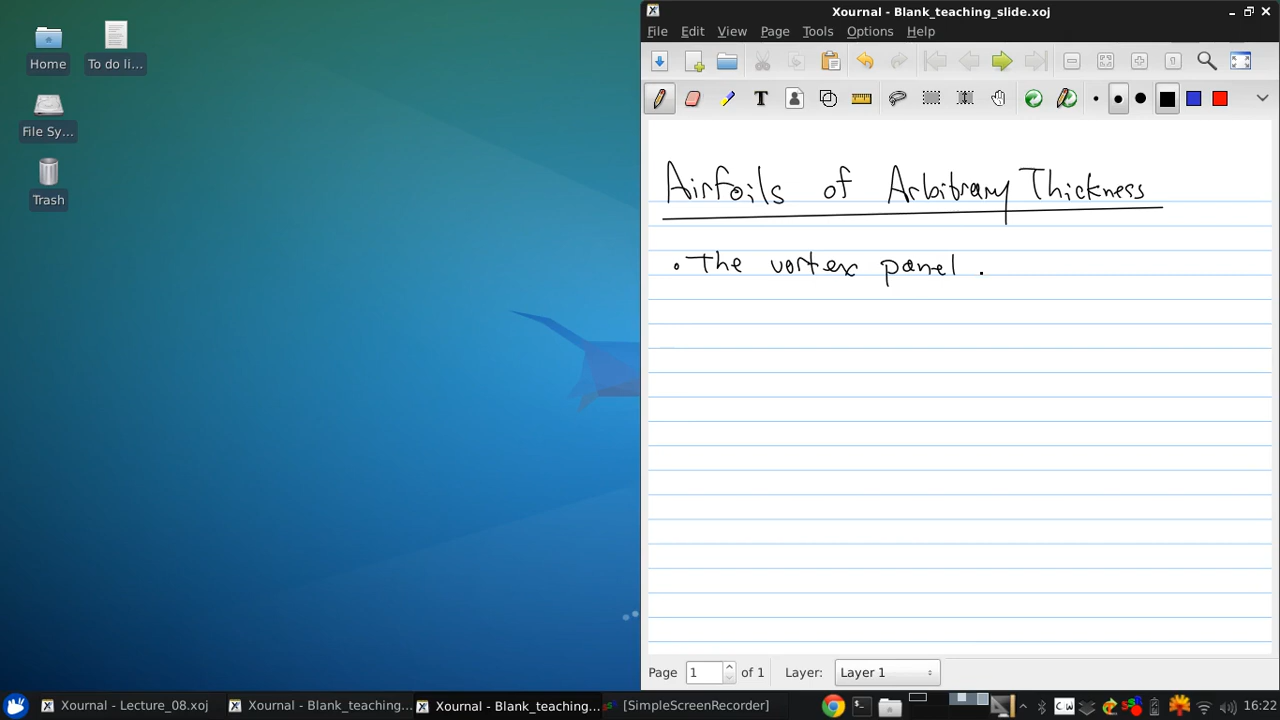 Xournal - Blank_teaching_slide.xoj
File Edit View Page Tools Options Help
Home
To do li...
File Sy...
Trash
Airfoils of Arbitrary Thickness
• The vortex panel .
Page 1 of 1 Layer: Layer 1
Xournal - Lecture_08.xoj
Xournal - Blank_teaching...
Xournal - Blank_teaching...
[SimpleScreenRecorder]
CW
16:22